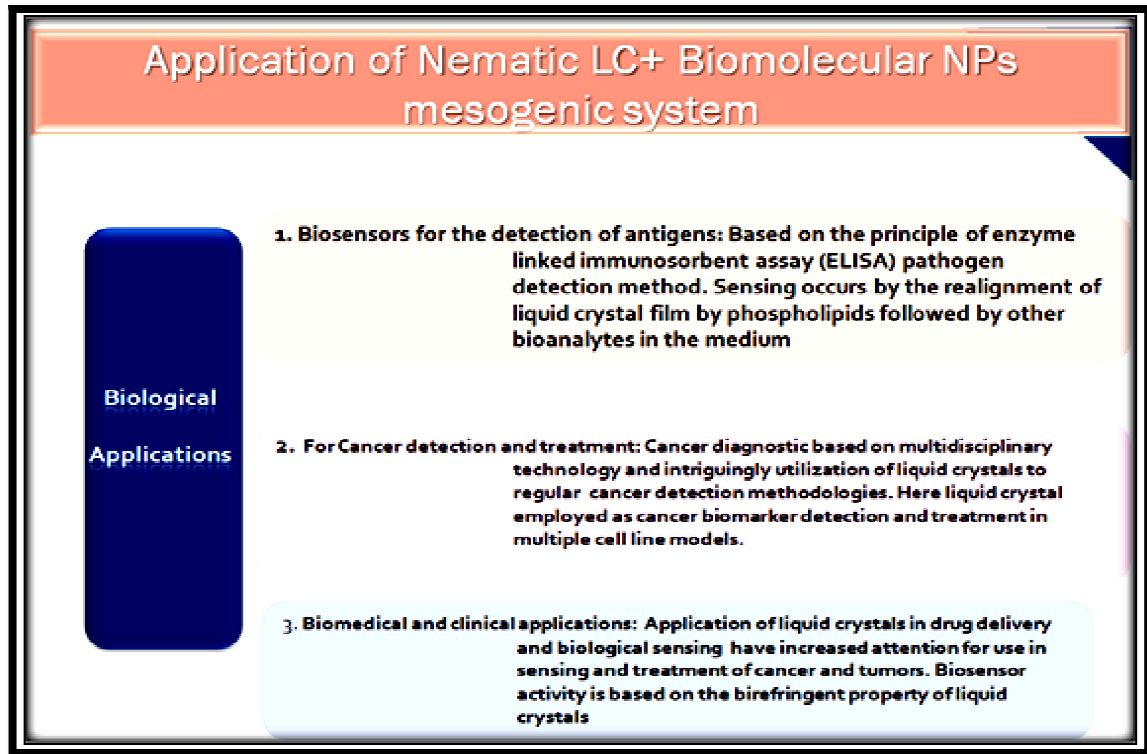 Application of Nematic LC+ Biomolecular NPs
mesogenic system
Biological
Applications
1. Biosensors for the detection of antigens: Based on the principle of enzyme
linked immunosorbent assay (ELISA) pathogen
detection method. Sensing occurs by the realignment of
liquid crystal film by phospholipids followed by other
bioanalytes in the medium
2. For Cancer detection and treatment: Cancer diagnostic based on multidisciplinary
technology and intriguingly utilization of liquid crystals to
regular cancer detection methodologies. Here liquid crystal
employed as cancer biomarker detection and treatment in
multiple cell line models.
3. Biomedical and clinical applications: Application of liquid crystals in drug delivery
and biological sensing have increased attention for use in
sensing and treatment of cancer and tumors. Biosensor
activity is based on the birefringent property of liquid
crystals